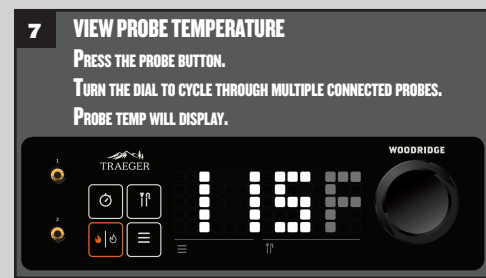 7
VIEW PROBE TEMPERATURE
PRESS THE PROBE BUTTON.
TURN THE DIAL TO CYCLE THROUGH MULTIPLE CONNECTED PROBES.
PROBE TEMP WILL DISPLAY.
WOODRIDGE
1
TRAEGER
115F
2